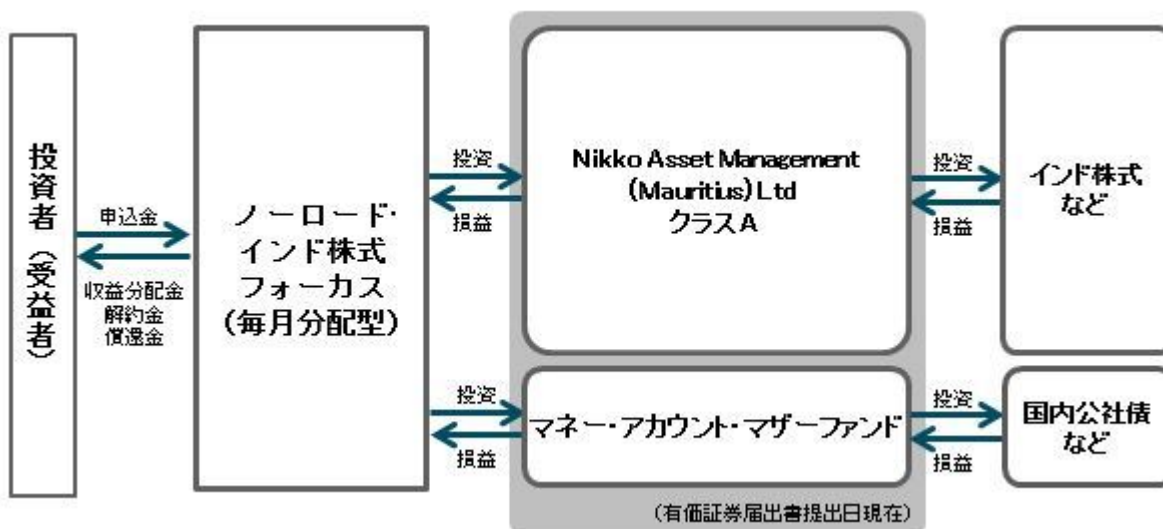 投資者（受益者）
申込金
収益分配金
解約金
償還金
ノーロード・
インド株式
フォーカス
（毎月分配型）
投資
損益
Nikko Asset Management
(Mauritius) Ltd
クラスA
投資
損益
インド株式
など
投資
損益
マネー・アカウント・マザーファンド
投資
損益
国内公社債
など
（有価証券届出書提出日現在）